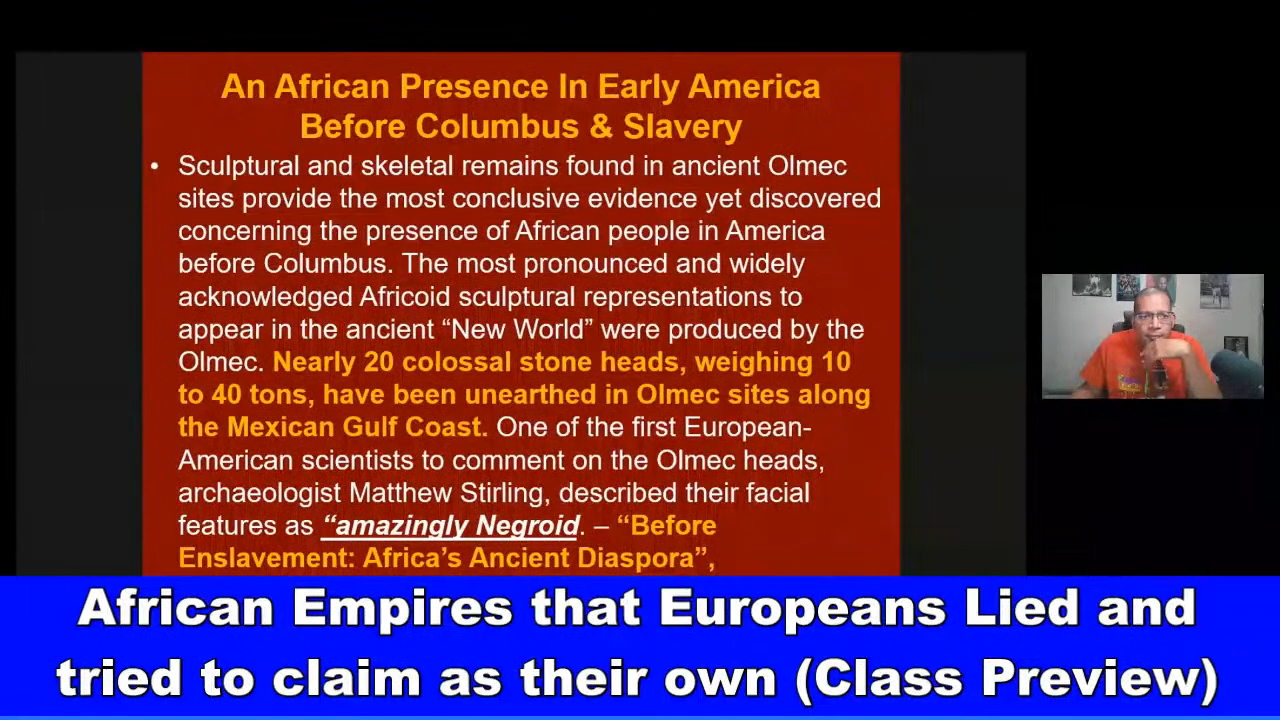 An African Presence In Early America
Before Columbus & Slavery
• Sculptural and skeletal remains found in ancient Olmec
sites provide the most conclusive evidence yet discovered
concerning the presence of African people in America
before Columbus. The most pronounced and widely
acknowledged Africoid sculptural representations to
appear in the ancient “New World” were produced by the
Olmec. Nearly 20 colossal stone heads, weighing 10
to 40 tons, have been unearthed in Olmec sites along
the Mexican Gulf Coast. One of the first European-
American scientists to comment on the Olmec heads,
archaeologist Matthew Stirling, described their facial
features as “amazingly Negroid. – “Before
Enslavement: Africa’s Ancient Diaspora”,
African Empires that Europeans Lied and
tried to claim as their own (Class Preview)